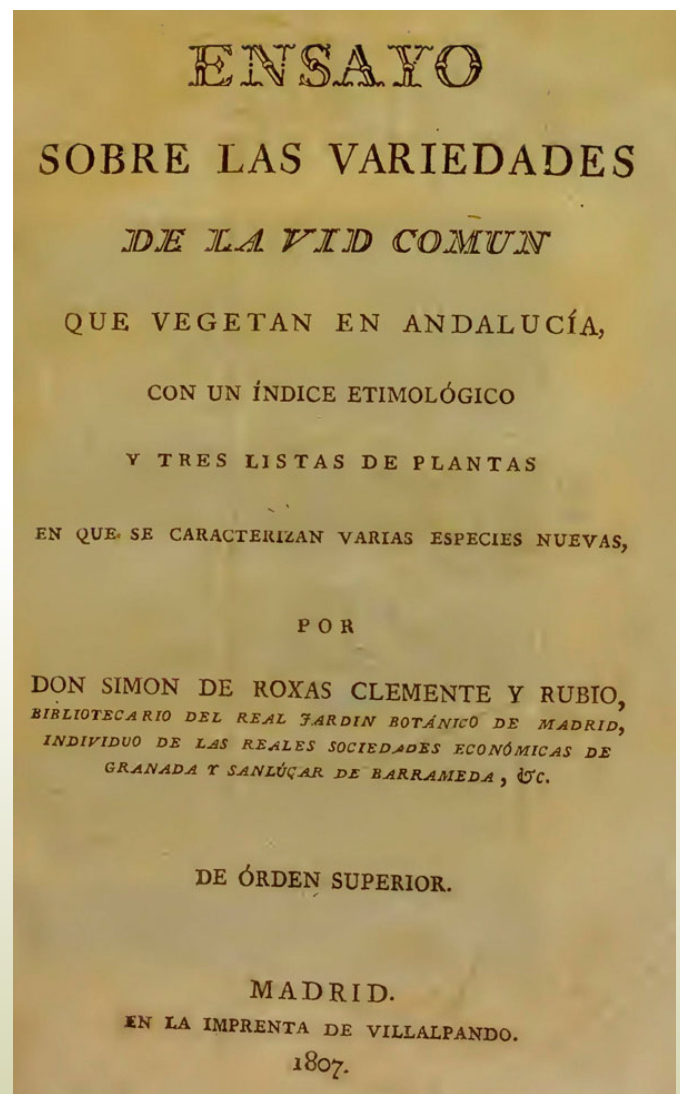 ENSAYO
SOBRE LAS VARIEDADES
DE LA VID COMUN
QUE VEGETAN EN ANDALUCÍA,
CON UN ÍNDICE ETIMOLÓGICO
Y TRES LISTAS DE PLANTAS
EN QUE SE CARACTERIZAN VARIAS ESPECIES NUEVAS,
POR
DON SIMON DE ROXAS CLEMENTE Y RUBIO,
BIBLIOTECARIO DEL REAL JARDIN BOTÁNICO DE MADRID,
INDIVIDUO DE LAS REALES SOCIEDADES ECONÓMICAS DE
GRANADA Y SANLÚCAR DE BARRAMEDA, &C.
DE ÓRDEN SUPERIOR.
MADRID.
EN LA IMPRENTA DE VILLALPANDO.
1807.